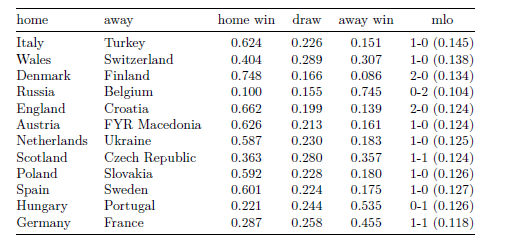 home away home win draw away win mlo
Italy Turkey 0.624 0.226 0.151 1-0 (0.145)
Wales Switzerland 0.404 0.289 0.307 1-0 (0.138)
Denmark Finland 0.748 0.166 0.086 2-0 (0.134)
Russia Belgium 0.100 0.155 0.745 0-2 (0.104)
England Croatia 0.662 0.199 0.139 2-0 (0.124)
Austria FYR Macedonia 0.626 0.213 0.161 1-0 (0.124)
Netherlands Ukraine 0.587 0.230 0.183 1-0 (0.125)
Scotland Czech Republic 0.363 0.280 0.357 1-1 (0.124)
Poland Slovakia 0.592 0.228 0.180 1-0 (0.126)
Spain Sweden 0.601 0.224 0.175 1-0 (0.127)
Hungary Portugal 0.221 0.244 0.535 0-1 (0.126)
Germany France 0.287 0.258 0.455 1-1 (0.118)